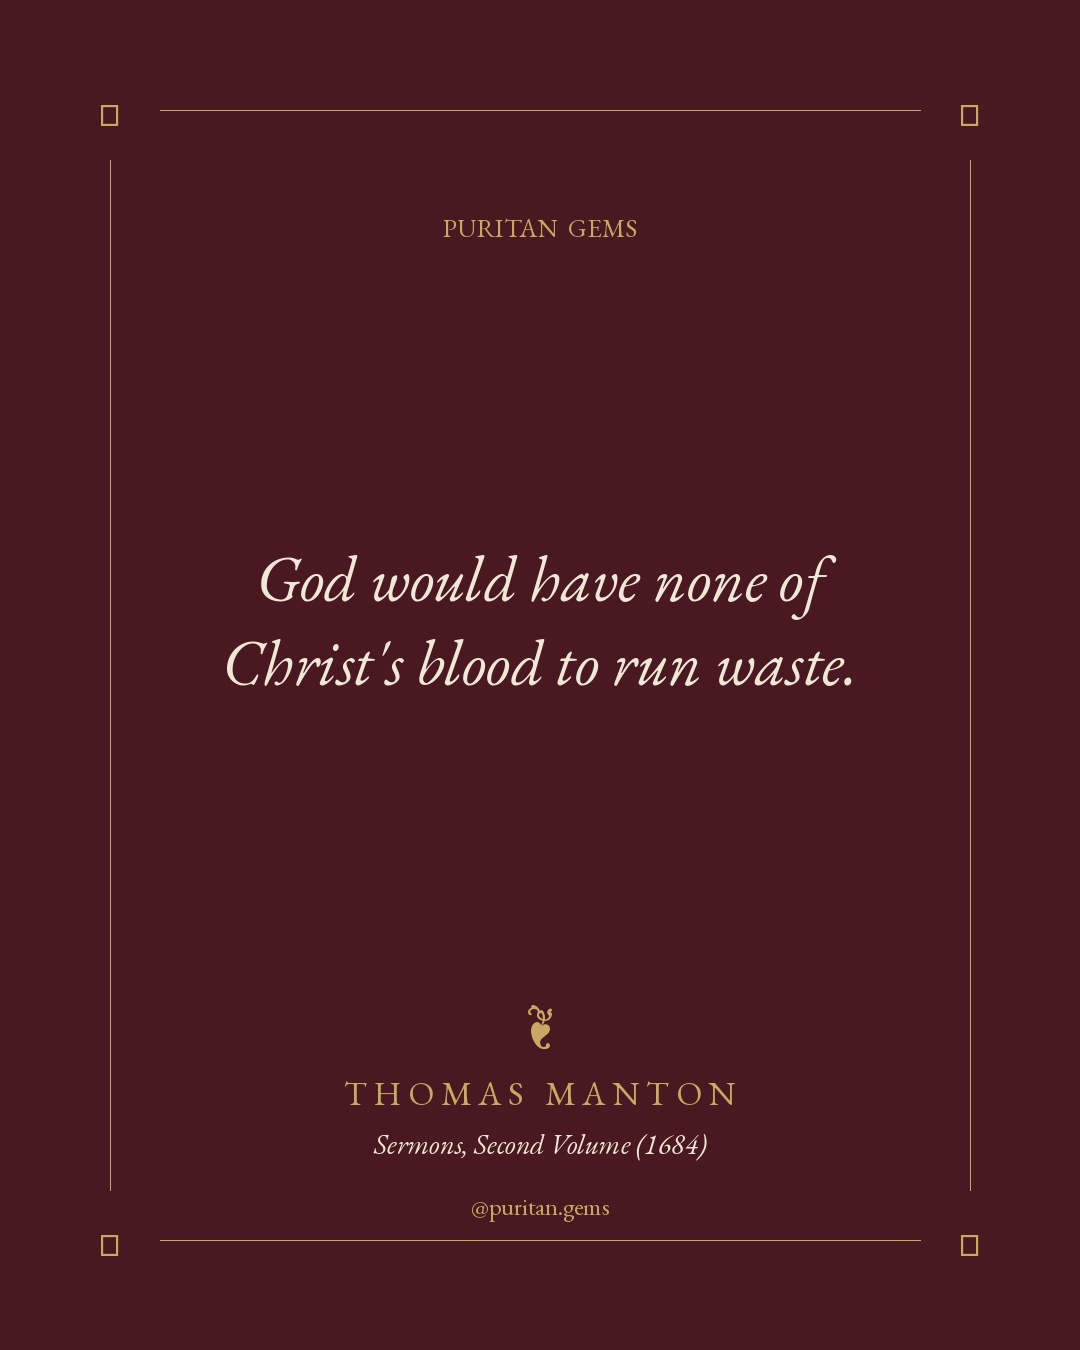 PURITAN GEMS
God would have none of
Christ's blood to run waste.
THOMAS MANTON
Sermons, Second Volume (1684)
@puritan.gems